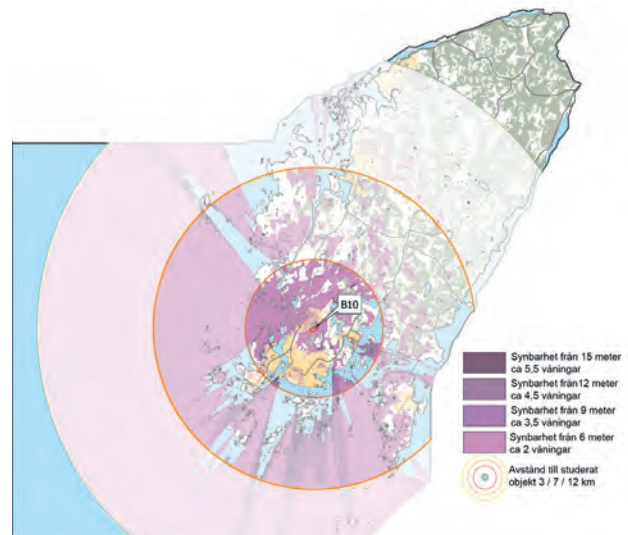 B10
Synbarhet från 15 meter
ca 5,5 våningar
Synbarhet från12 meter
ca 4,5 våningar
Synbarhet från 9 meter
ca 3,5 våningar
Synbarhet från 6 meter
ca 2 våningar
Avstånd till studerat
objekt 3 / 7 / 12 km